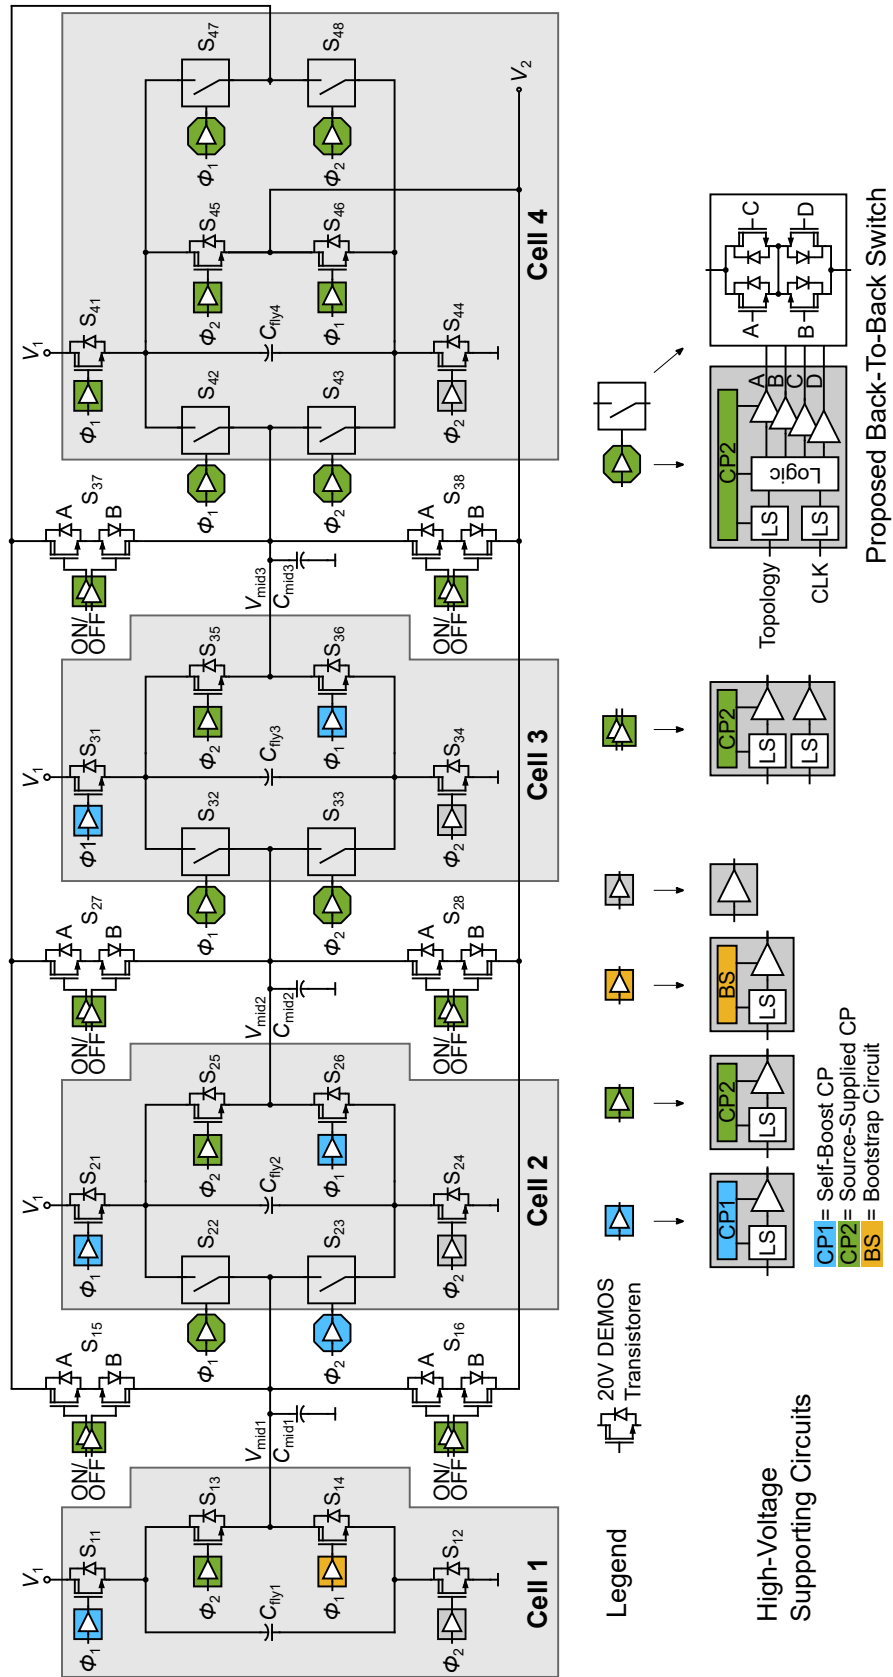 V1
S11
Φ1
S13
Φ2
Cfly1
S14
Φ1
S12
Φ2
Cell 1
S15
A
B
ON/
OFF
Vmid1
Cmid1
S16
A
B
ON/
OFF
V1
S21
Φ1
S22
Φ1
S25
Φ2
Cfly2
S23
Φ2
S26
Φ1
S24
Φ2
Cell 2
S27
A
B
ON/
OFF
Vmid2
Cmid2
S28
A
B
ON/
OFF
V1
S31
Φ1
S32
Φ1
S35
Φ2
Cfly3
S33
Φ2
S36
Φ1
S34
Φ2
Cell 3
S37
A
B
ON/
OFF
Vmid3
Cmid3
S38
A
B
ON/
OFF
V1
S41
Φ1
S42
Φ1
S45
Φ2
S47
Φ1
Cfly4
S43
Φ2
S46
Φ1
S48
Φ2
S44
Φ2
Cell 4
V2
Legend
20V DEMOS
Transistoren
High-Voltage
Supporting Circuits
CP1
LS
CP2
LS
BS
LS
CP2
LS
LS
CP1 = Self-Boost CP
CP2 = Source-Supplied CP
BS = Bootstrap Circuit
Topology
CLK
CP2
LS
LS
Logic
A
B
C
D
A
B
C
D
Proposed Back-To-Back Switch